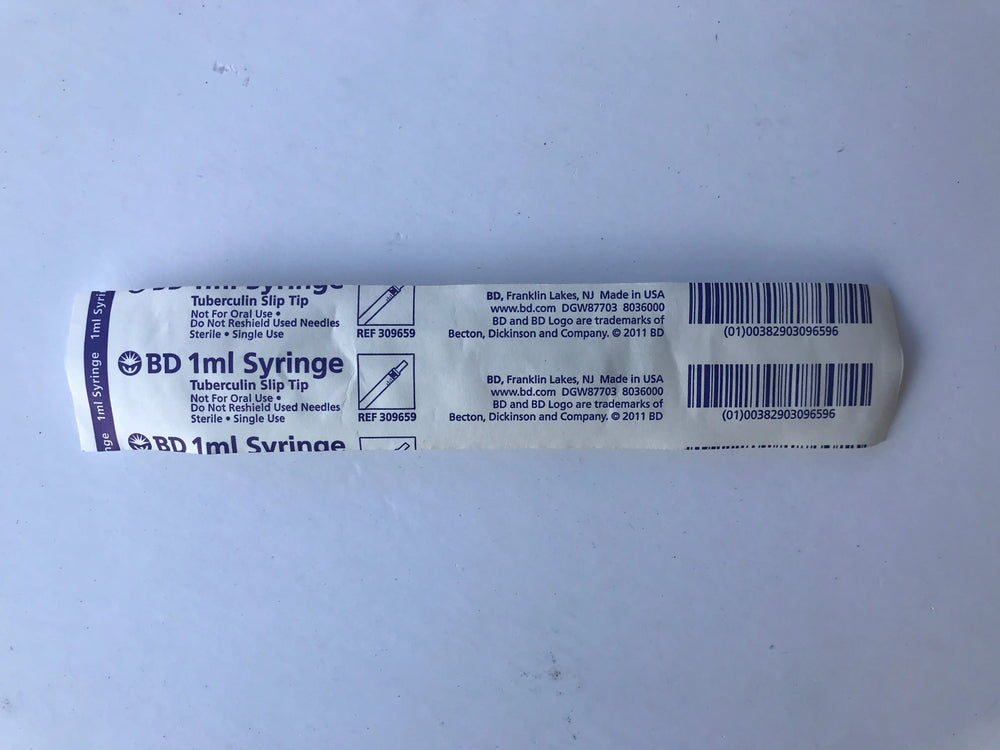 1ml Syringe
1ml Syringe
BD 1ml Syringe
Tuberculin Slip Tip
Not For Oral Use •
Do Not Reshield Used Needles
Sterile • Single Use
REF 309659
BD, Franklin Lakes, NJ Made in USA
www.bd.com DGW87703 8036000
BD and BD Logo are trademarks of
Becton, Dickinson and Company. © 2011 BD
(01)00382903096596
BD 1ml Syringe
Tuberculin Slip Tip
Not For Oral Use •
Do Not Reshield Used Needles
Sterile • Single Use
REF 309659
BD, Franklin Lakes, NJ Made in USA
www.bd.com DGW87703 8036000
BD and BD Logo are trademarks of
Becton, Dickinson and Company. © 2011 BD
(01)00382903096596
BD 1ml Syringe